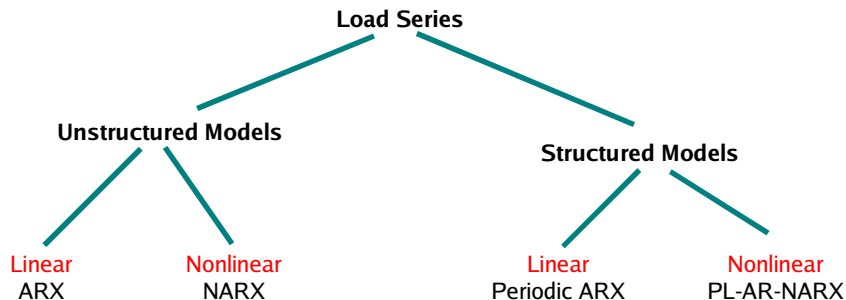 Load Series
Unstructured Models
Structured Models
Linear
ARX
Nonlinear
NARX
Linear
Periodic ARX
Nonlinear
PL-AR-NARX